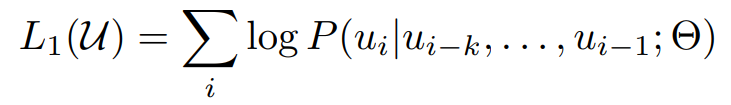 L₁(𝒰) = ∑ᵢ log P(uᵢ|uᵢ₋ₖ, . . . , uᵢ₋₁; Θ)